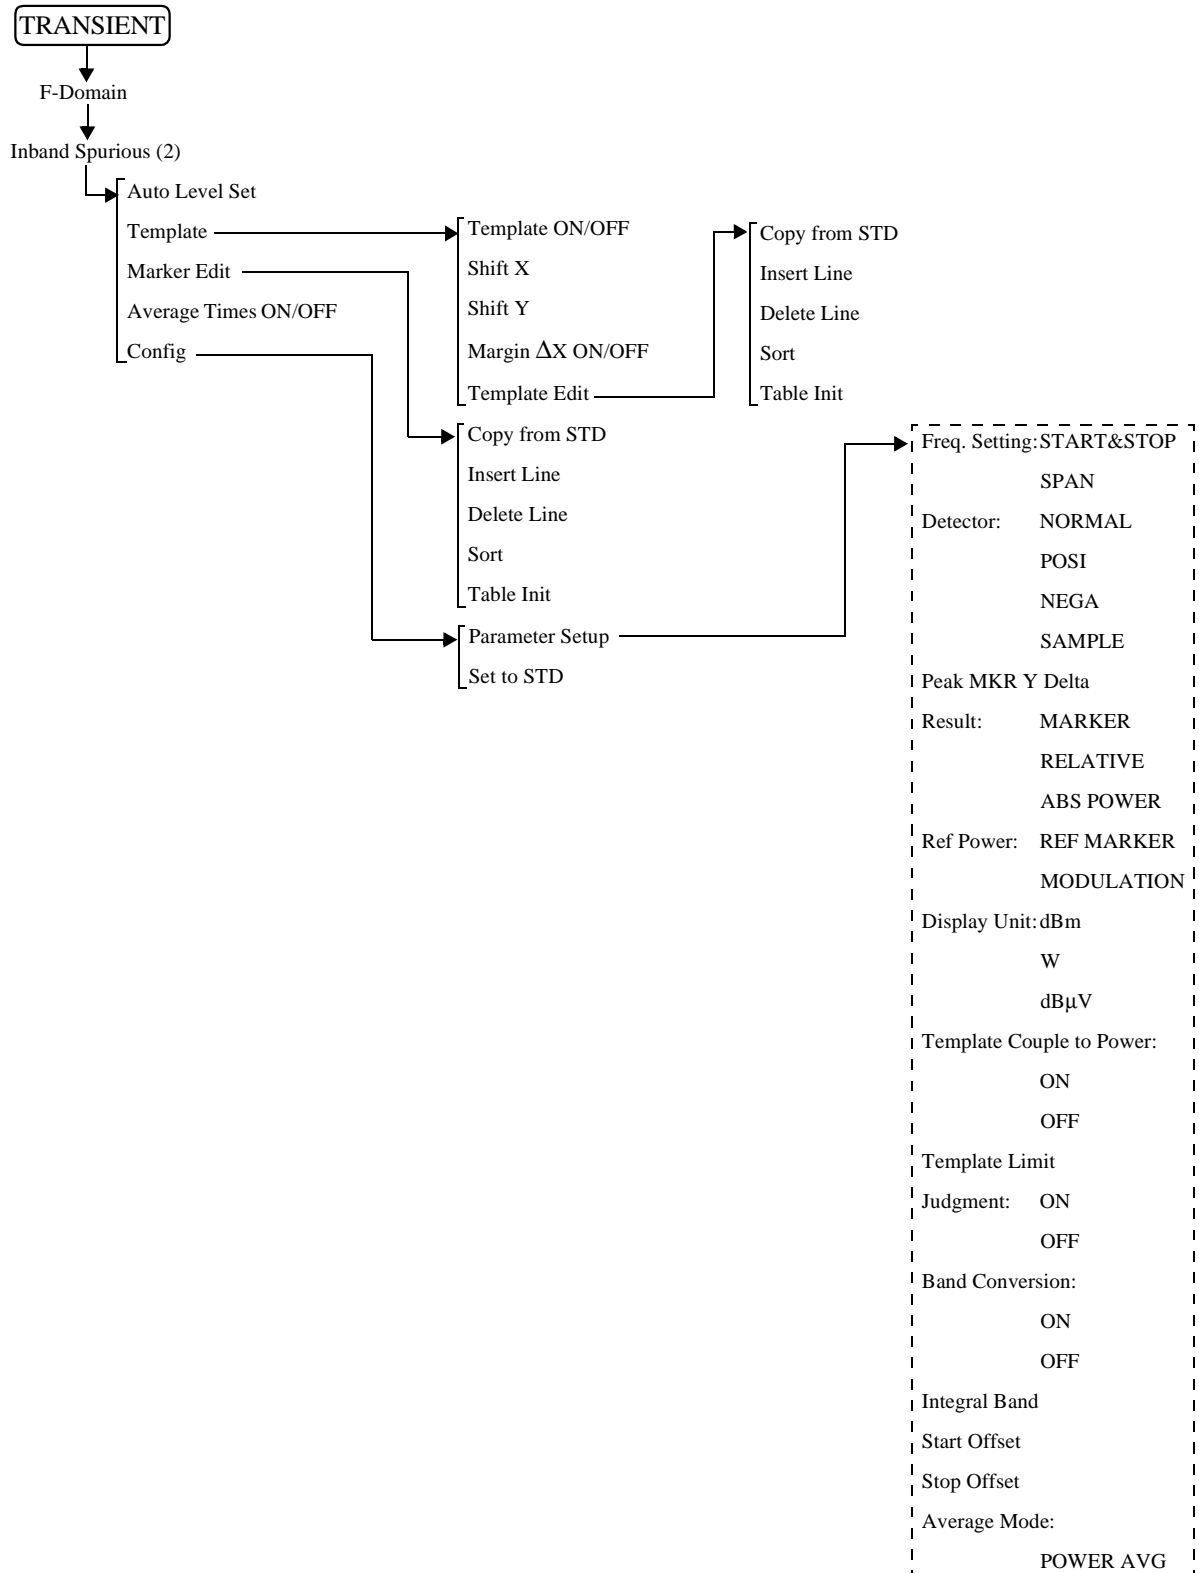 TRANSIENT
F-Domain
Inband Spurious (2)
Auto Level Set
Template
Marker Edit
Average Times ON/OFF
Config
Template ON/OFF
Shift X
Shift Y
Margin ΔX ON/OFF
Template Edit
Copy from STD
Insert Line
Delete Line
Sort
Table Init
Copy from STD
Insert Line
Delete Line
Sort
Table Init
Parameter Setup
Set to STD
Freq. Setting: START&STOP
SPAN
Detector: NORMAL
POSI
NEGA
SAMPLE
Peak MKR Y Delta
Result: MARKER
RELATIVE
ABS POWER
Ref Power: REF MARKER
MODULATION
Display Unit: dBm
W
dBμV
Template Couple to Power:
ON
OFF
Template Limit
Judgment: ON
OFF
Band Conversion:
ON
OFF
Integral Band
Start Offset
Stop Offset
Average Mode:
POWER AVG